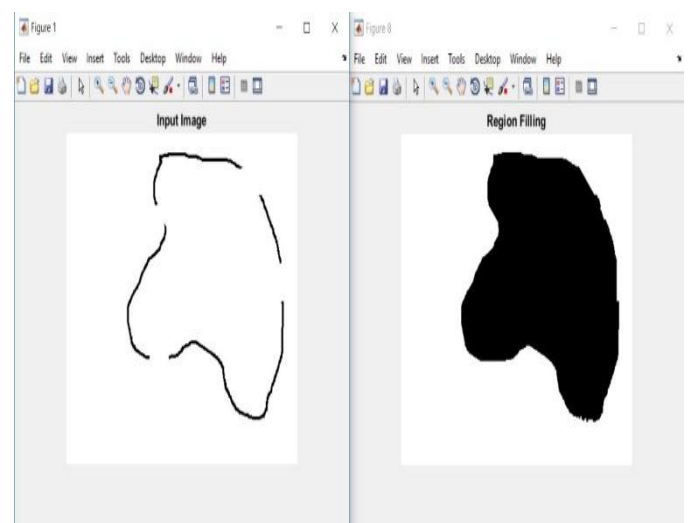 Figure 1
File Edit View Insert Tools Desktop Window Help
Input Image
Figure 8
File Edit View Insert Tools Desktop Window Help
Region Filling